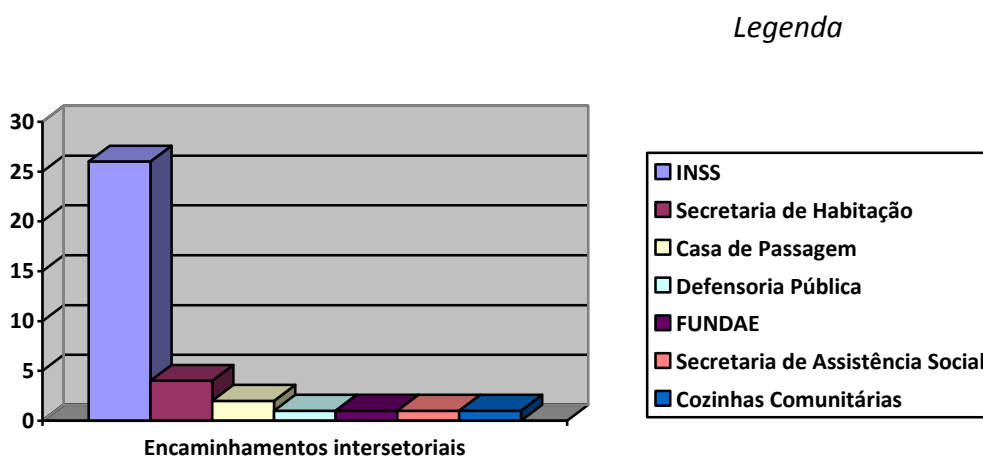 Legenda
30
25
20
15
10
5
0
Encaminhamentos intersetoriais
INSS
Secretaria de Habitação
Casa de Passagem
Defensoria Pública
FUNDAE
Secretaria de Assistência Social
Cozinhas Comunitárias